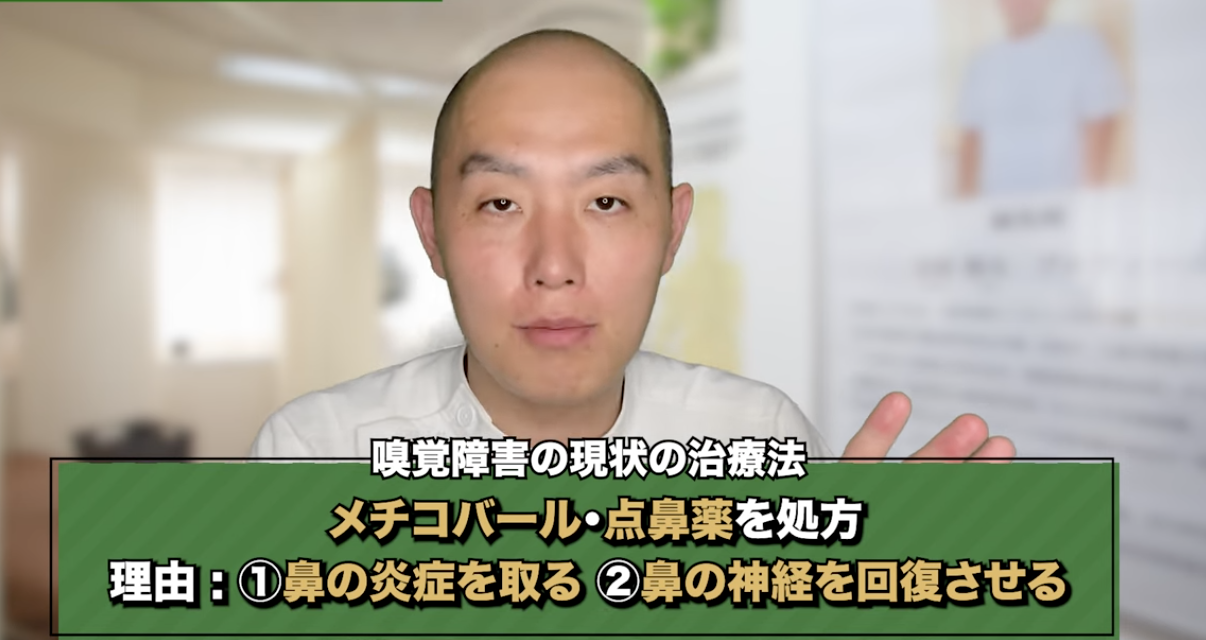 嗅覚障害の現状の治療法
メチコバール・点鼻薬を処方
理由：①鼻の炎症を取る ②鼻の神経を回復させる